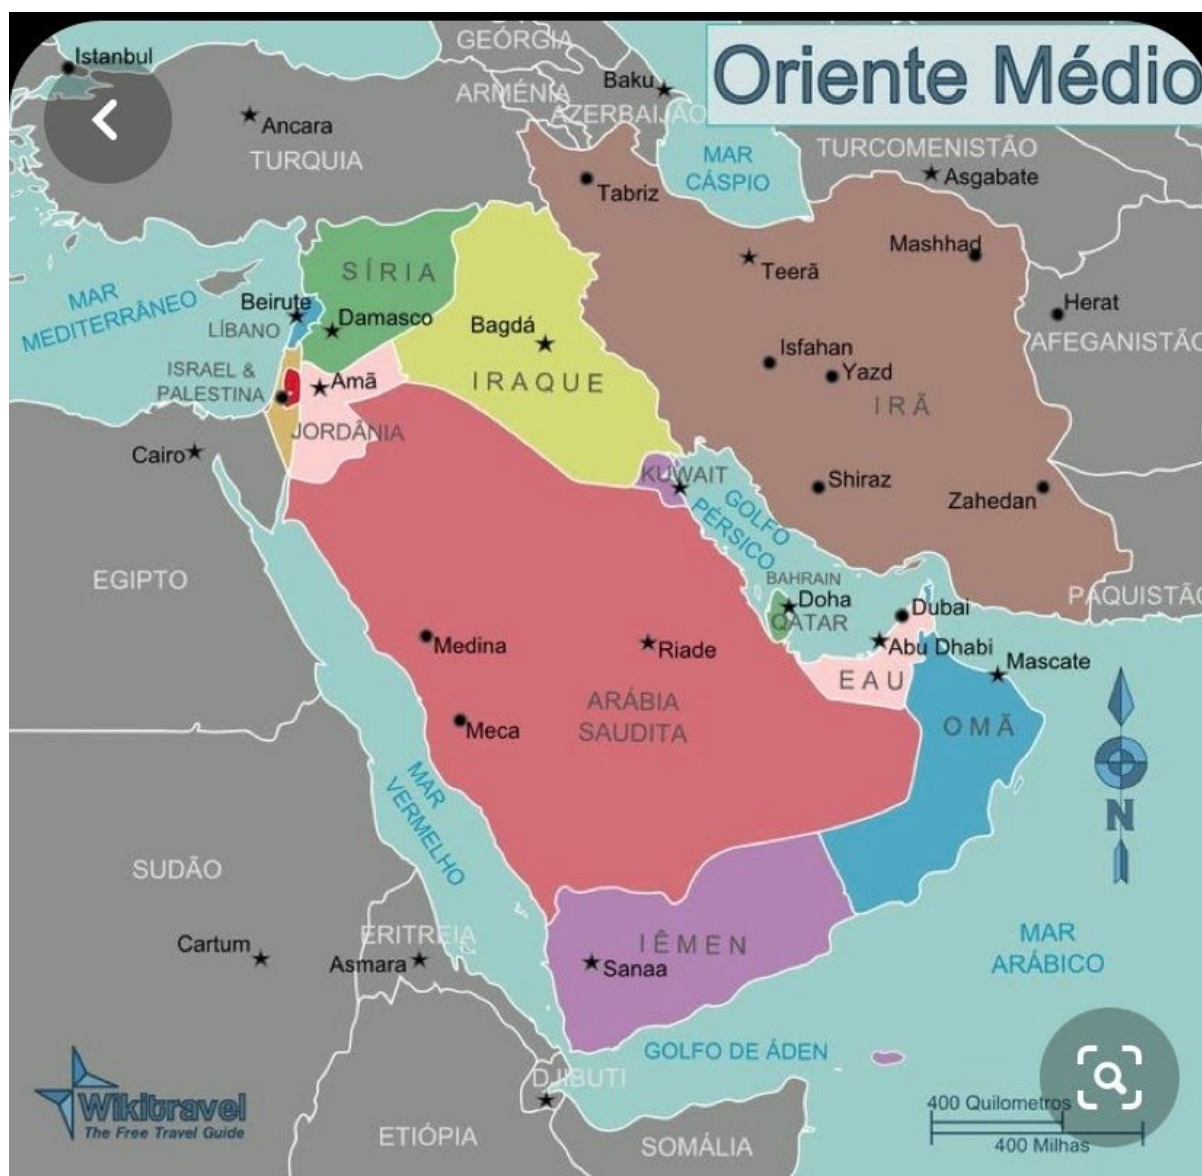 Oriente Médio
GEÓRGIA
Istanbul
Baku
ARMÉNIA
AZERBAIJÃO
Ancara
TURQUIA
MAR
CÁSPIO
TURCOMENISTÃO
Asgabate
Tabriz
Mashhad
Teerã
SÍRIA
MAR
MEDITERRÂNEO
Beirute
LÍBANO
Damasco
Bagdá
Herat
AFEGANISTÃO
Isfahan
Yazd
ISRAEL &
PALESTINA
Amã
IRAQUE
IRÃ
JORDÂNIA
Cairo
KUWAIT
Shiraz
Zahedan
GOLFO
PÉRSICO
EGIPTO
BAHRAIN
Doha
QATAR
Dubai
PAQUISTÃO
Medina
Riade
Abu Dhabi
Mascate
EAU
ARÁBIA
SAUDITA
Meca
OMÃ
MAR
VERMELHO
N
SUDÃO
Cartum
ERITREIA
Asmara
IÊMEN
Sanaa
MAR
ARÁBICO
GOLFO DE ÁDEN
DJIBUTI
Wikitravel
The Free Travel Guide
ETIÓPIA
SOMÁLIA
400 Quilometros
400 Milhas